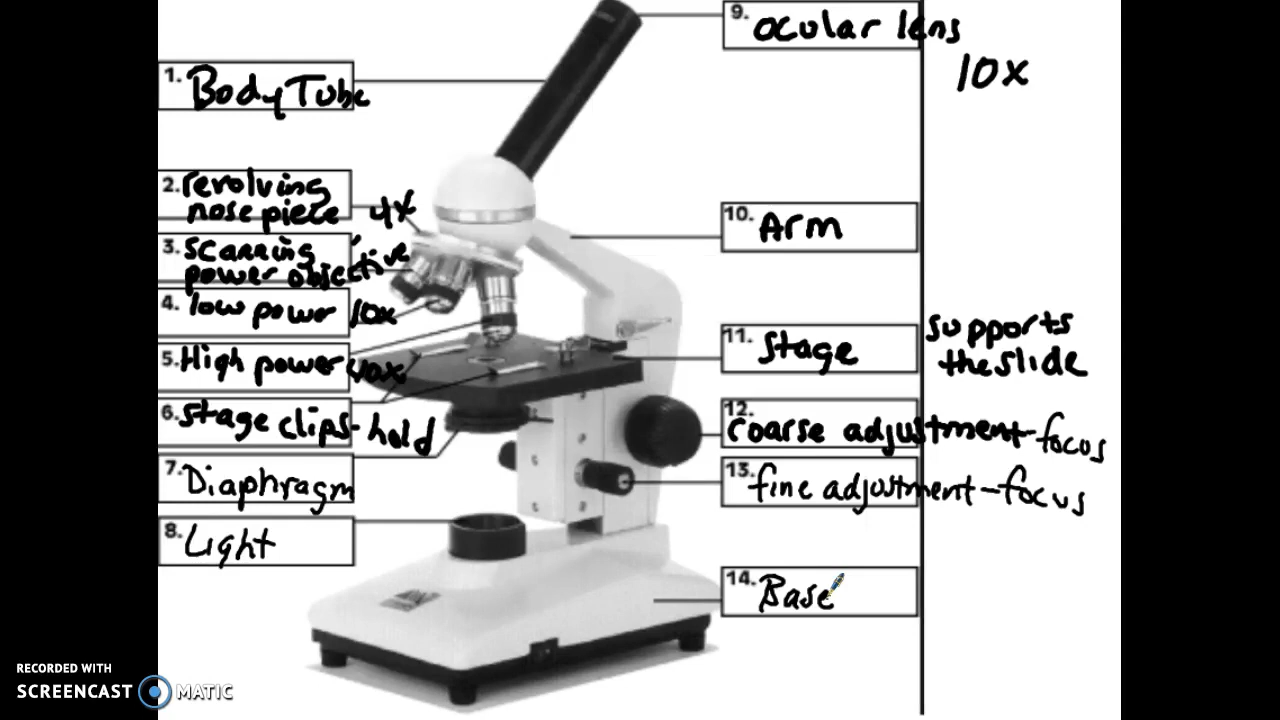 1. Body Tube
2. revolving
nose piece
4x
3. scanning
power objective
4. low power 10x
5. High power 40x
6. stage clips - hold
7. Diaphragm
8. Light
9. ocular lens
10x
10. Arm
11. stage
supports
the slide
12.
coarse adjustment - focus
13. fine adjustment - focus
14. Base
RECORDED WITH
SCREENCAST MATIC